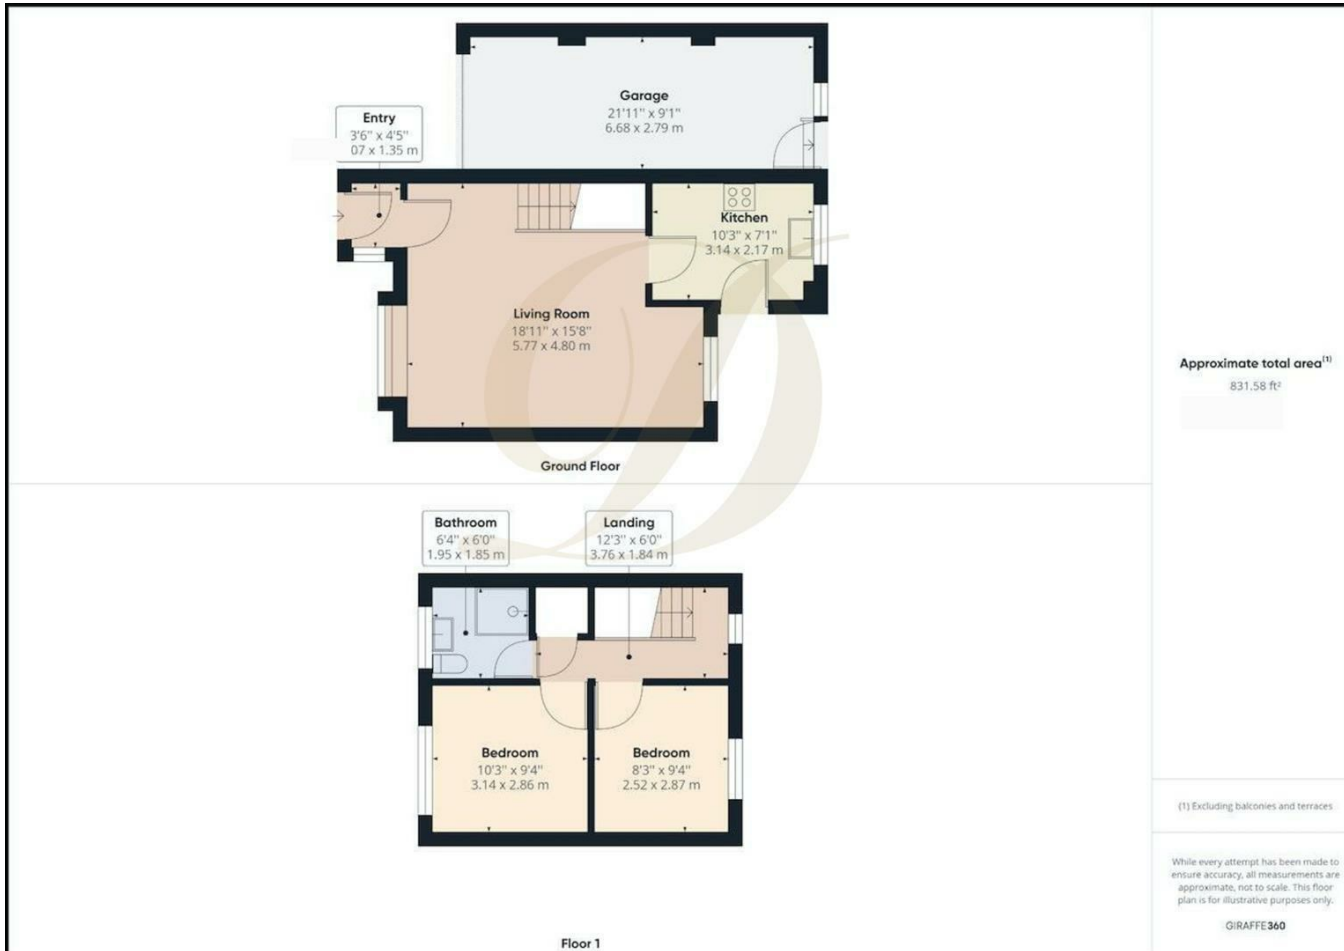 Garage
21'11" x 9'1"
6.68 x 2.79 m
Entry
3'6" x 4'5"
07 x 1.35 m
Kitchen
10'3" x 7'1"
3.14 x 2.17 m
Living Room
18'11" x 15'8"
5.77 x 4.80 m
Ground Floor
Approximate total area(1)
831.58 ft²
Bathroom
6'4" x 6'0"
1.95 x 1.85 m
Landing
12'3" x 6'0"
3.76 x 1.84 m
Bedroom
10'3" x 9'4"
3.14 x 2.86 m
Bedroom
8'3" x 9'4"
2.52 x 2.87 m
Floor 1
(1) Excluding balconies and terraces
While every attempt has been made to
ensure accuracy, all measurements are
approximate, not to scale. This floor
plan is for illustrative purposes only.
GIRAFFE360